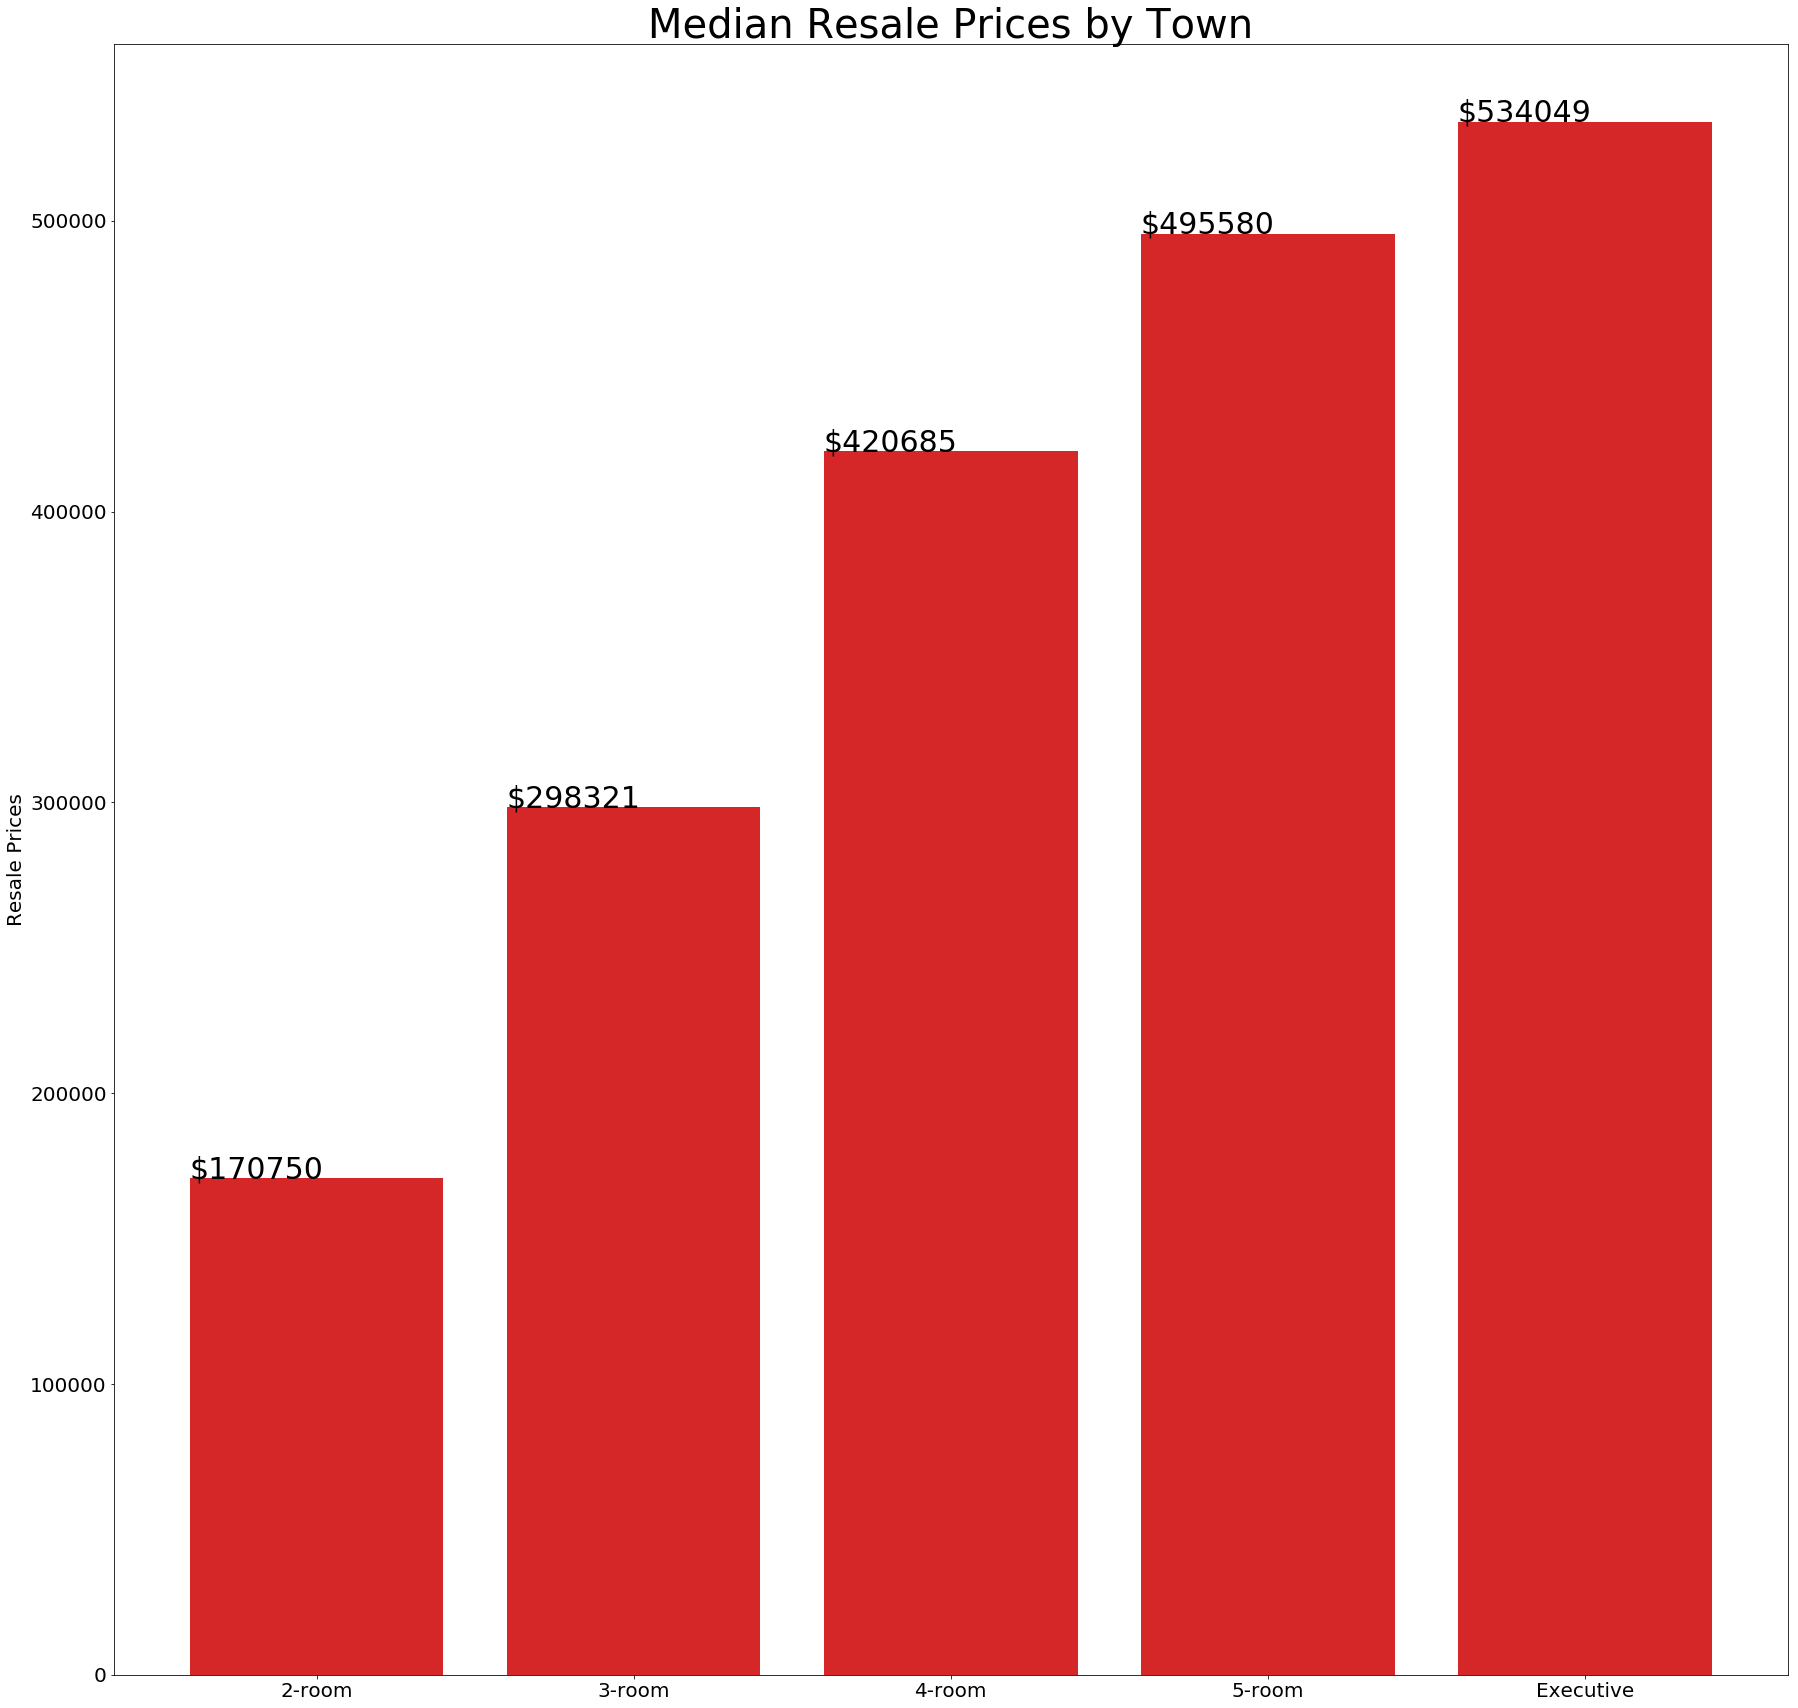 Median Resale Prices by Town
Resale Prices
500000
400000
300000
200000
100000
0
$170750
$298321
$420685
$495580
$534049
2-room
3-room
4-room
5-room
Executive